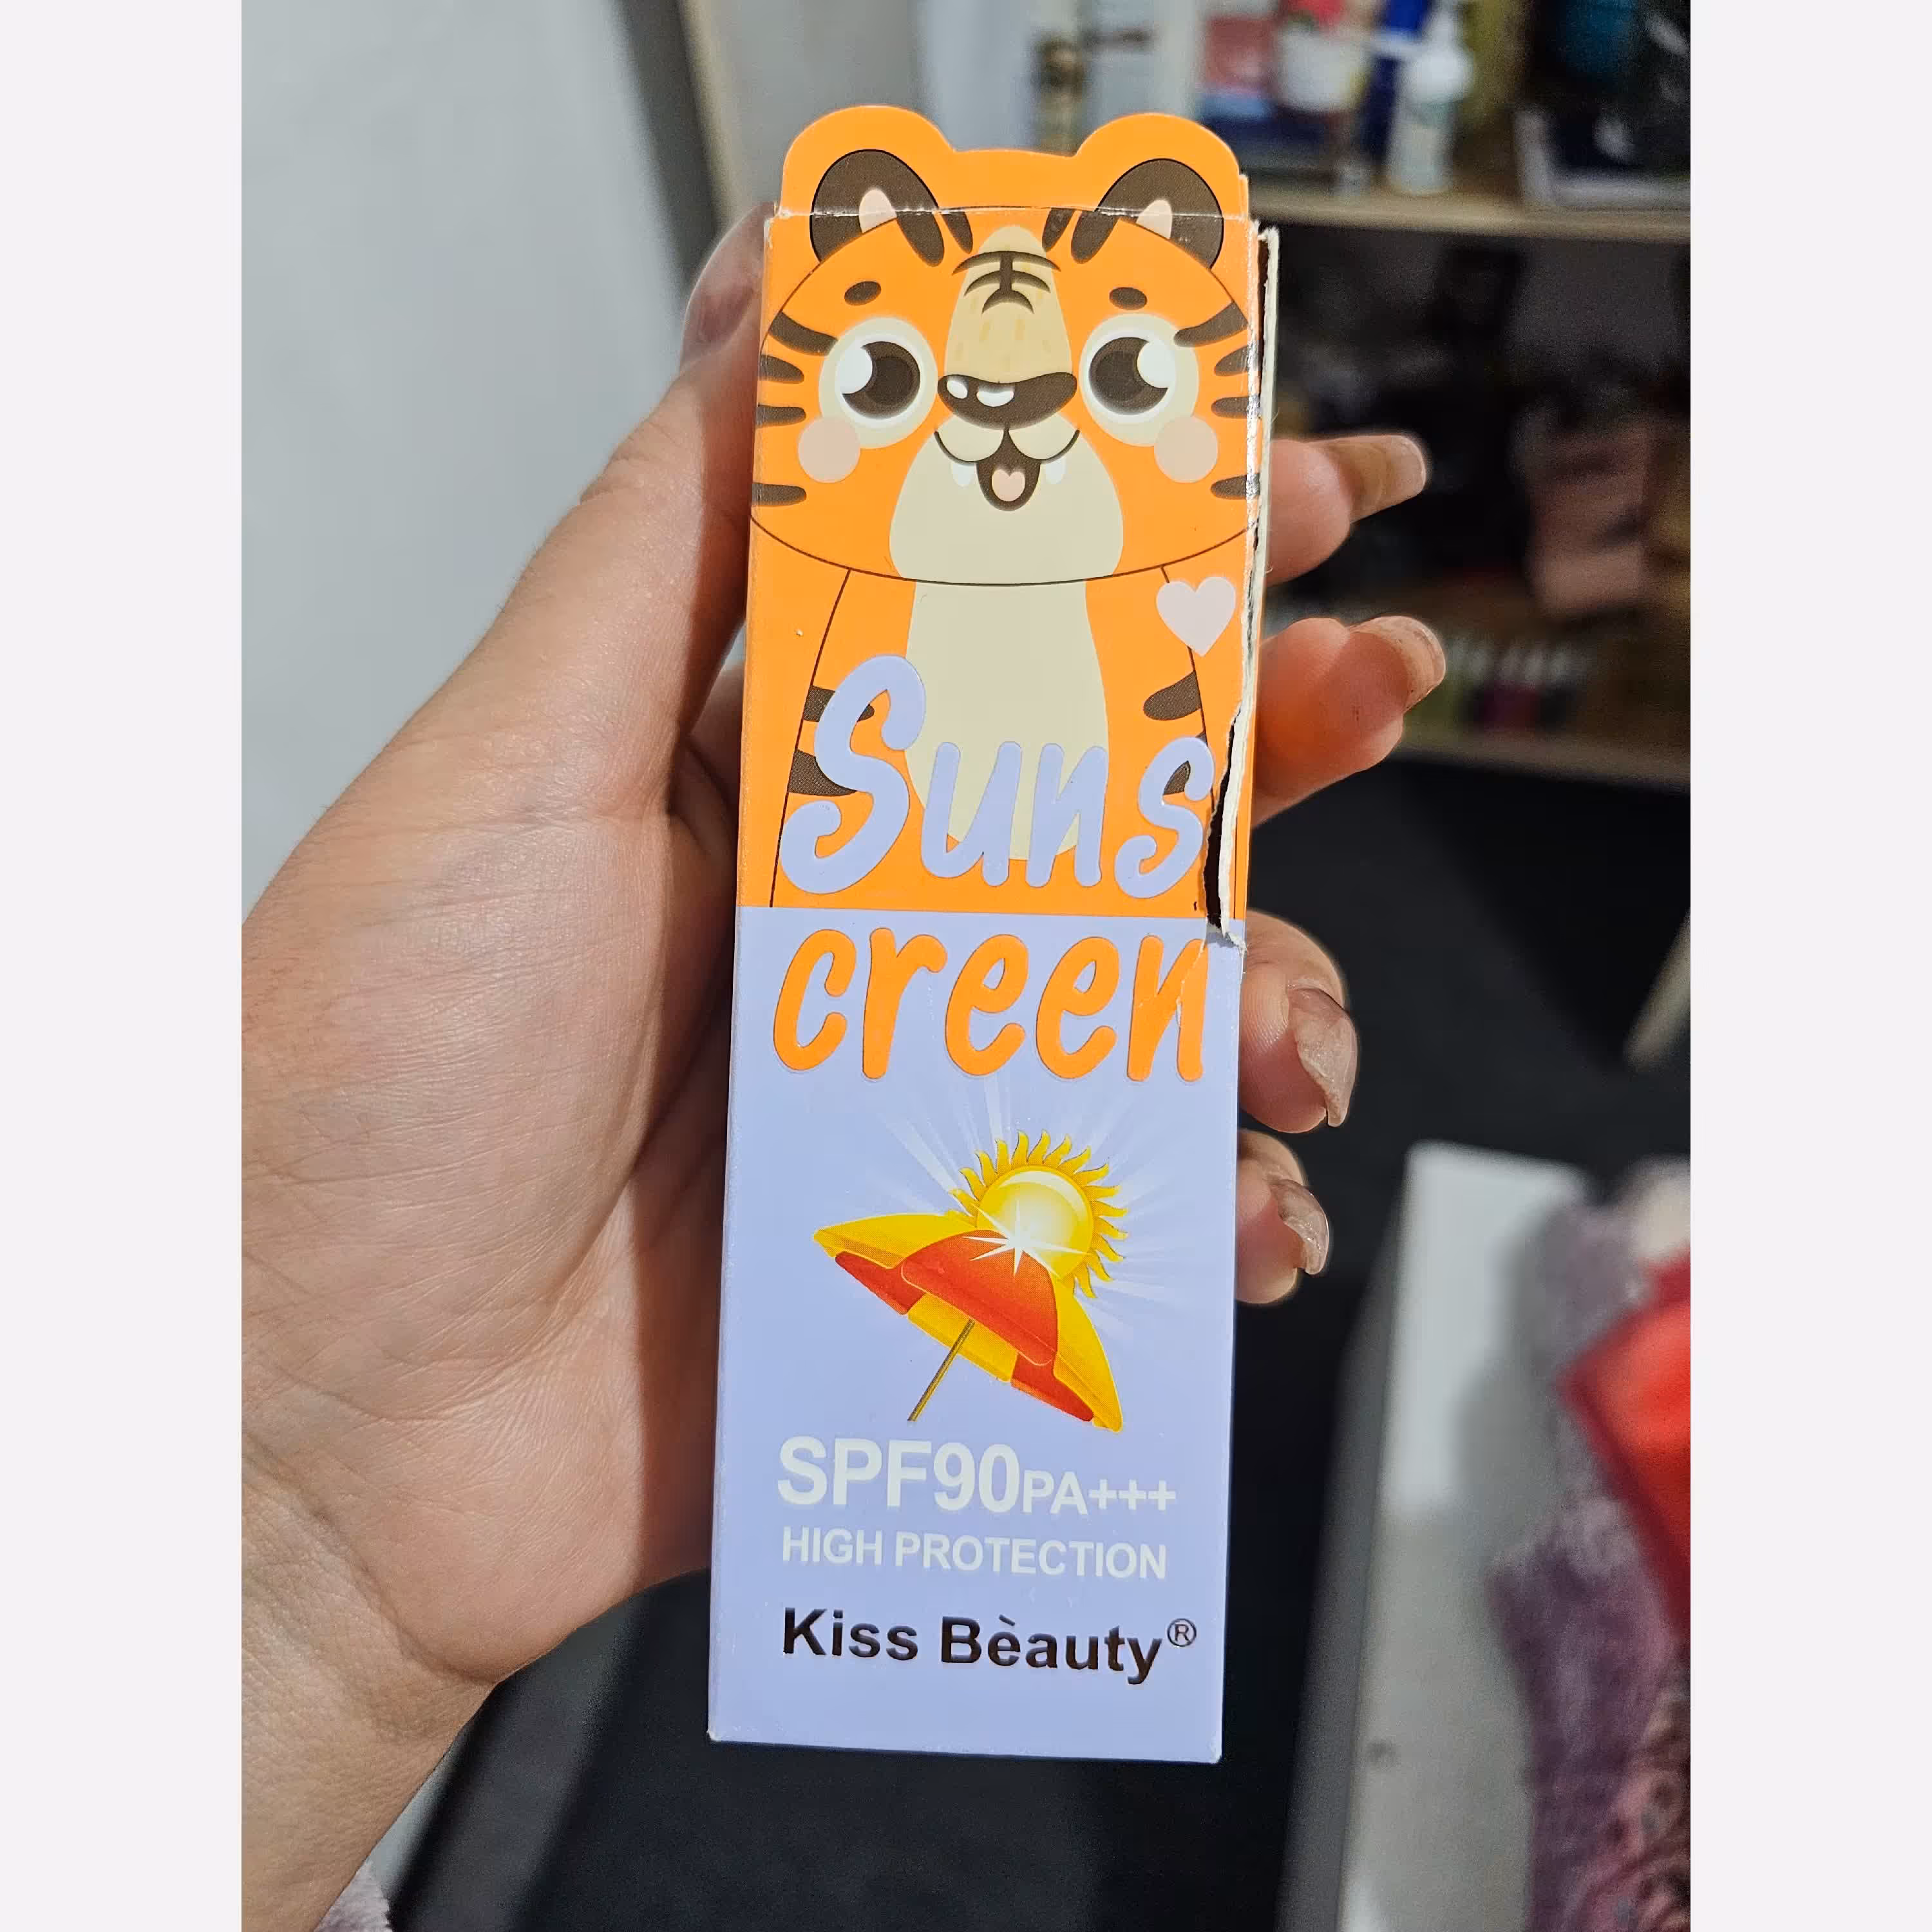 Suns
creen
SPF90PA+++
HIGH PROTECTION
Kiss Bèauty®